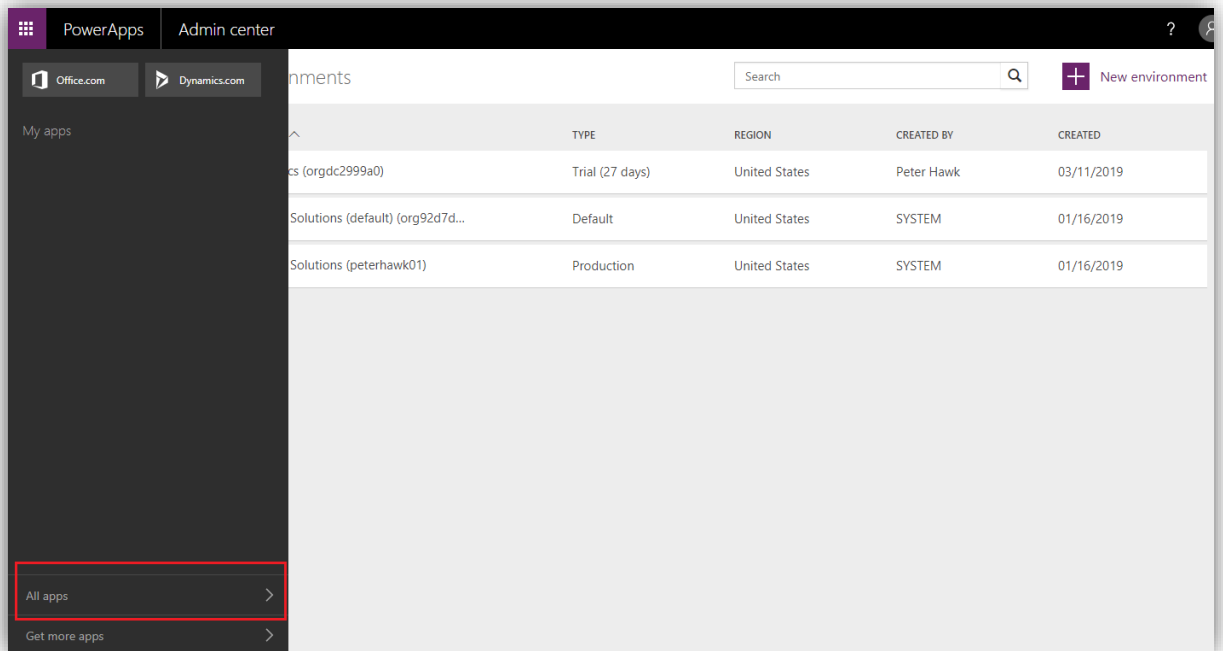 PowerApps Admin center ?
Office.com Dynamics.com
nments Search New environment
My apps
TYPE REGION CREATED BY CREATED
cs (orgdc2999a0) Trial (27 days) United States Peter Hawk 03/11/2019
Solutions (default) (org92d7d... Default United States SYSTEM 01/16/2019
Solutions (peterhawk01) Production United States SYSTEM 01/16/2019
All apps
Get more apps